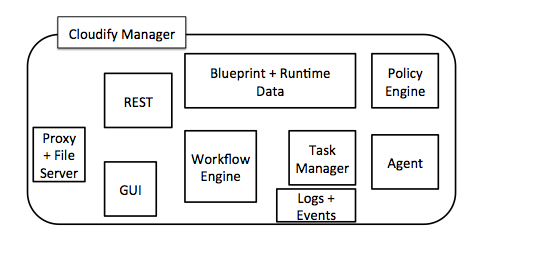 Cloudify Manager
Blueprint + Runtime
Data
Policy
Engine
REST
Proxy
+ File
Server
Workflow
Engine
Task
Manager
Agent
GUI
Logs +
Events